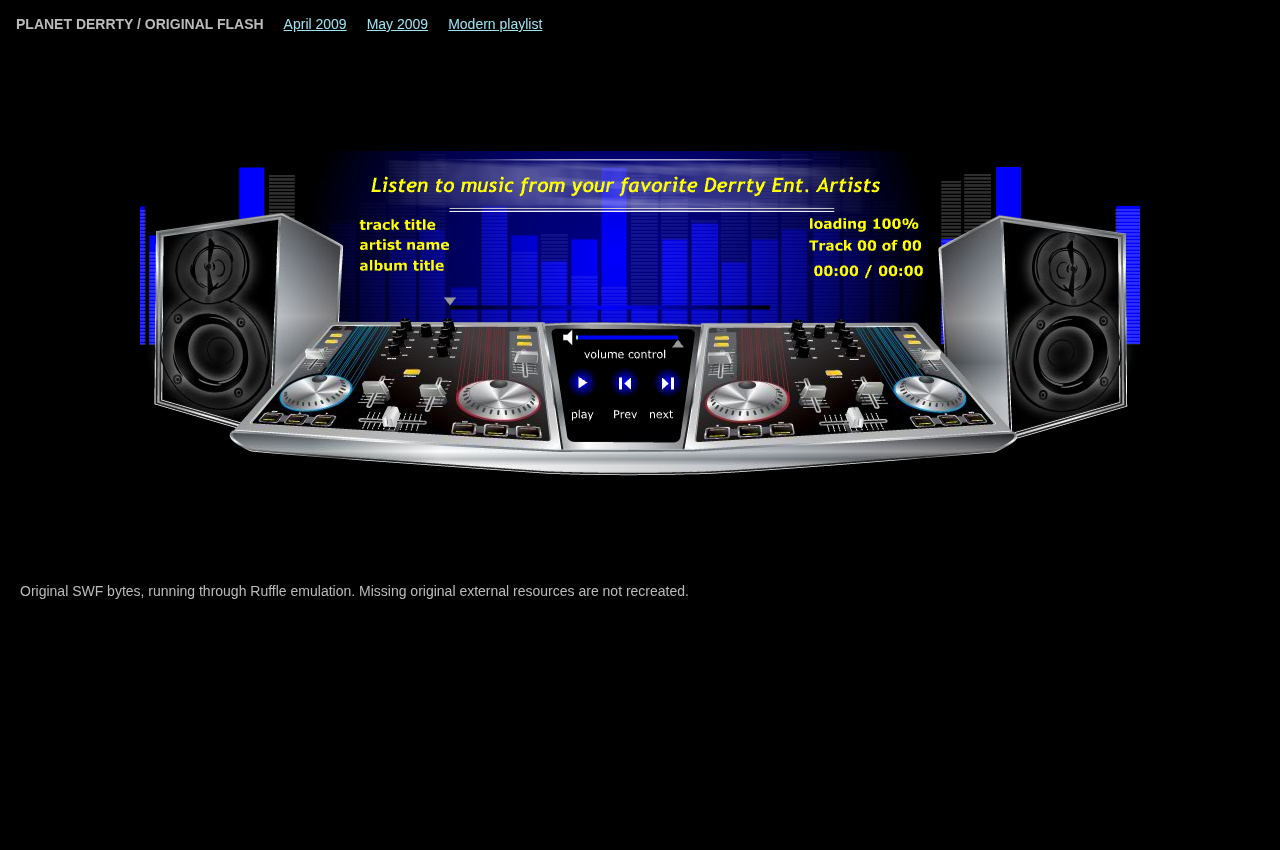 PLANET DERRTY / ORIGINAL FLASH April 2009 May 2009 Modern playlist
Listen to music from your favorite Derrty Ent. Artists
track title
artist name
album title
loading 100%
Track 00 of 00
00:00 / 00:00
volume control
play Prev next
Original SWF bytes, running through Ruffle emulation. Missing original external resources are not recreated.